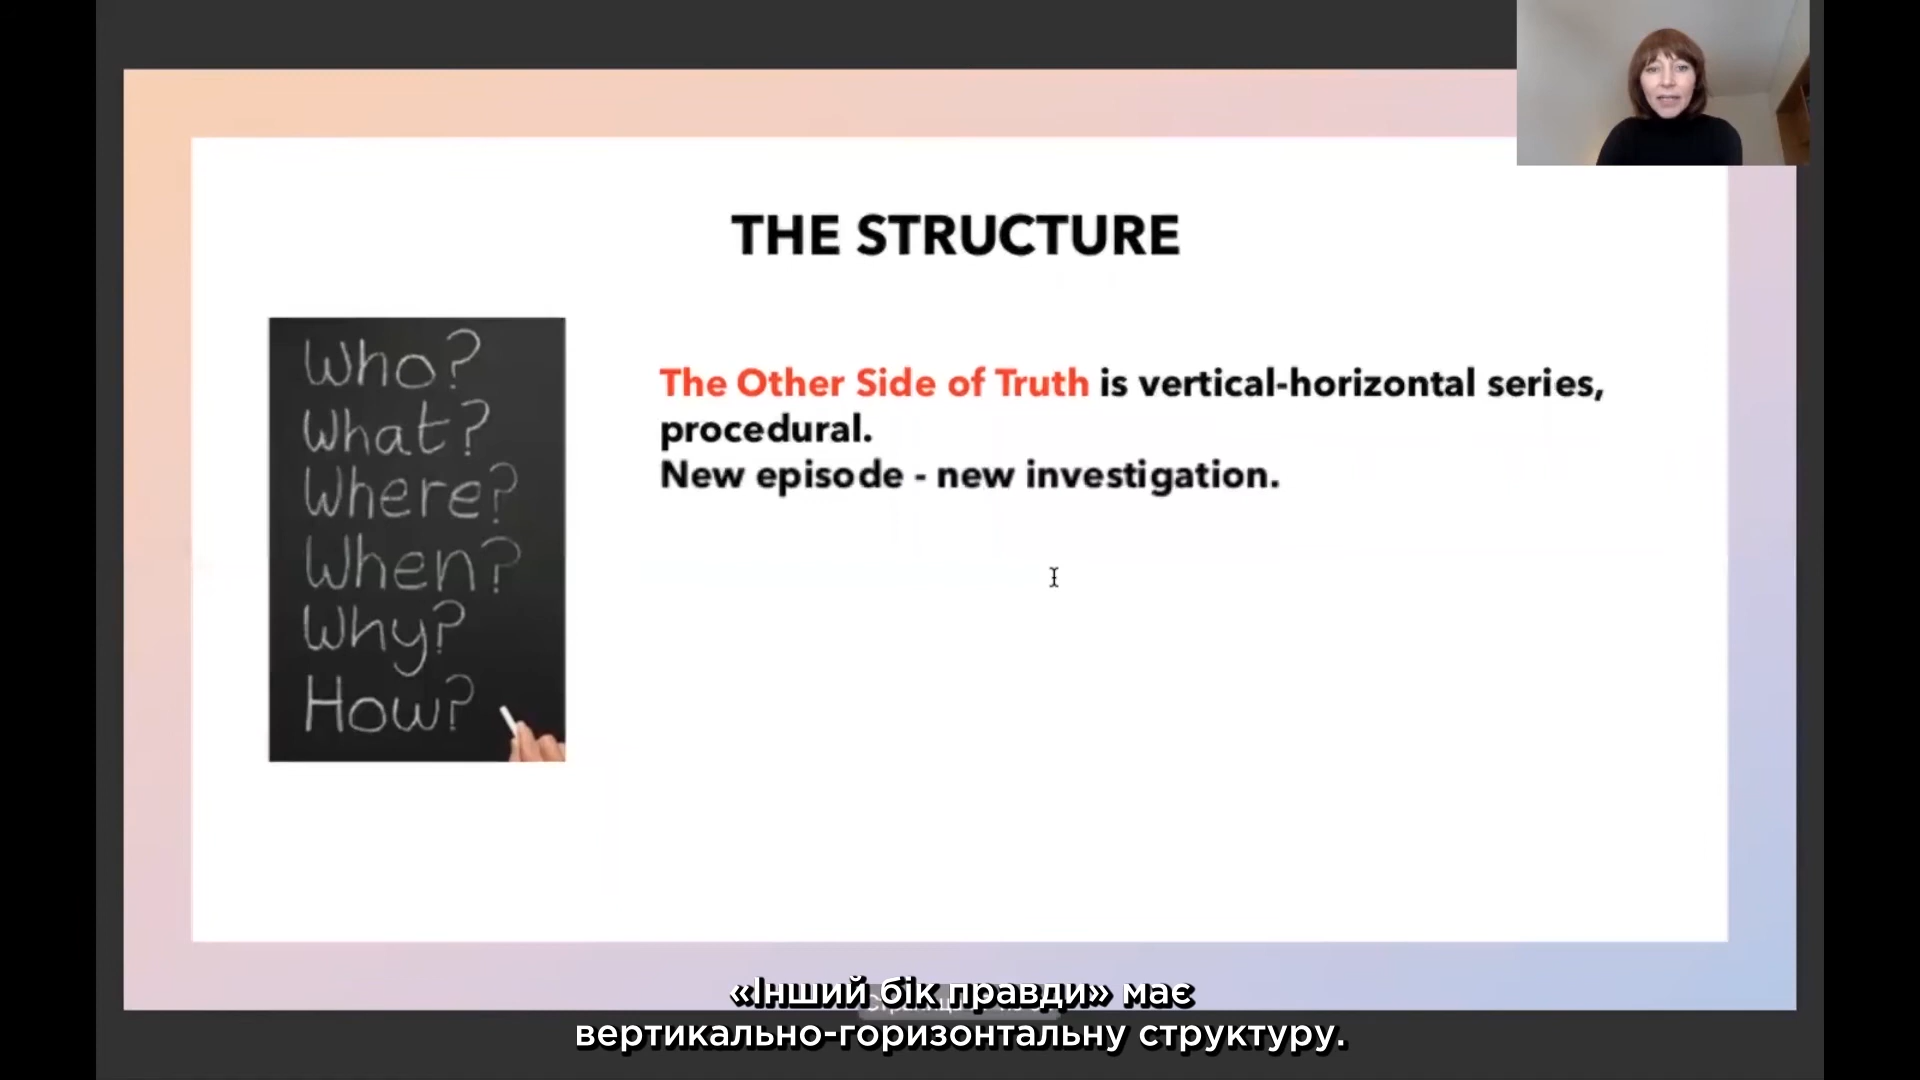 THE STRUCTURE
Who?
What?
Where?
When?
Why?
How?
The Other Side of Truth is vertical-horizontal series,
procedural.
New episode - new investigation.
«Інший бік правди» має
вертикально-горизонтальну структуру.